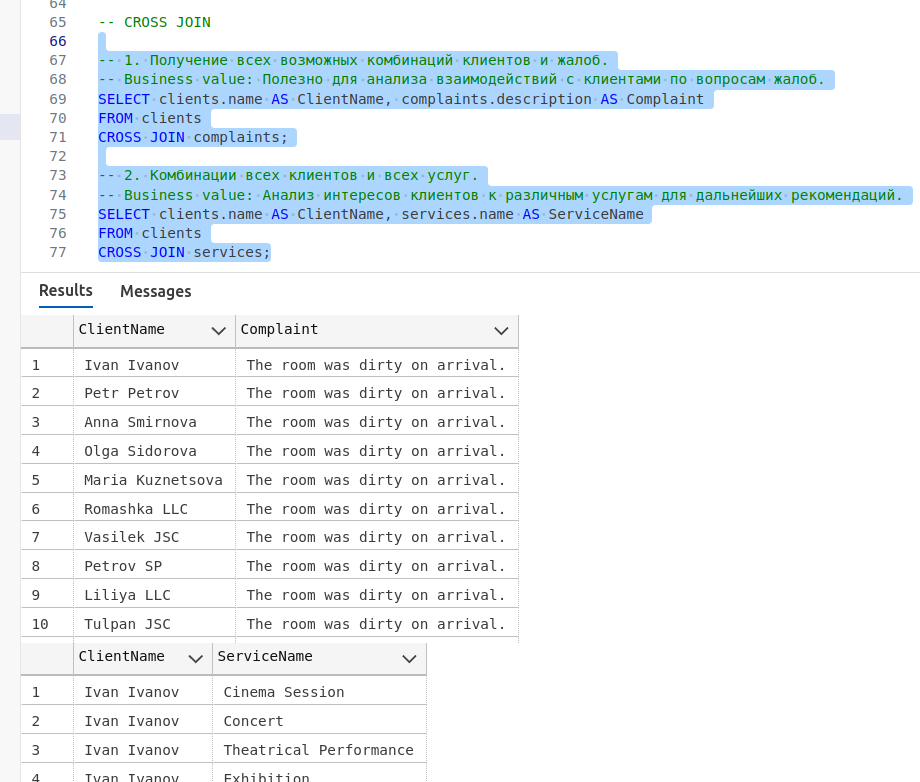 64
65 -- CROSS JOIN
66
67 -- 1. Получение всех возможных комбинаций клиентов и жалоб.
68 -- Business value: Полезно для анализа взаимодействий с клиентами по вопросам жалоб.
69 SELECT clients.name AS ClientName, complaints.description AS Complaint
70 FROM clients
71 CROSS JOIN complaints;
72
73 -- 2. Комбинации всех клиентов и всех услуг.
74 -- Business value: Анализ интересов клиентов к различным услугам для дальнейших рекомендаций.
75 SELECT clients.name AS ClientName, services.name AS ServiceName
76 FROM clients
77 CROSS JOIN services;
Results Messages
ClientName Complaint
1 Ivan Ivanov The room was dirty on arrival.
2 Petr Petrov The room was dirty on arrival.
3 Anna Smirnova The room was dirty on arrival.
4 Olga Sidorova The room was dirty on arrival.
5 Maria Kuznetsova The room was dirty on arrival.
6 Romashka LLC The room was dirty on arrival.
7 Vasilek JSC The room was dirty on arrival.
8 Petrov SP The room was dirty on arrival.
9 Liliya LLC The room was dirty on arrival.
10 Tulpan JSC The room was dirty on arrival.
ClientName ServiceName
1 Ivan Ivanov Cinema Session
2 Ivan Ivanov Concert
3 Ivan Ivanov Theatrical Performance
4 Ivan Ivanov Exhibition